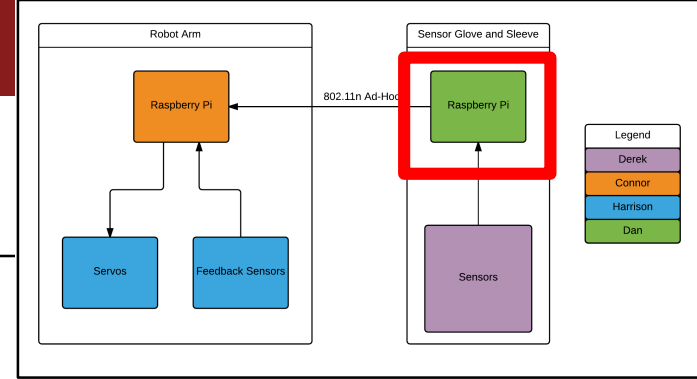 Robot Arm
Sensor Glove and Sleeve
Raspberry Pi
802.11n Ad-Hoc
Raspberry Pi
Servos
Feedback Sensors
Sensors
Legend
Derek
Connor
Harrison
Dan